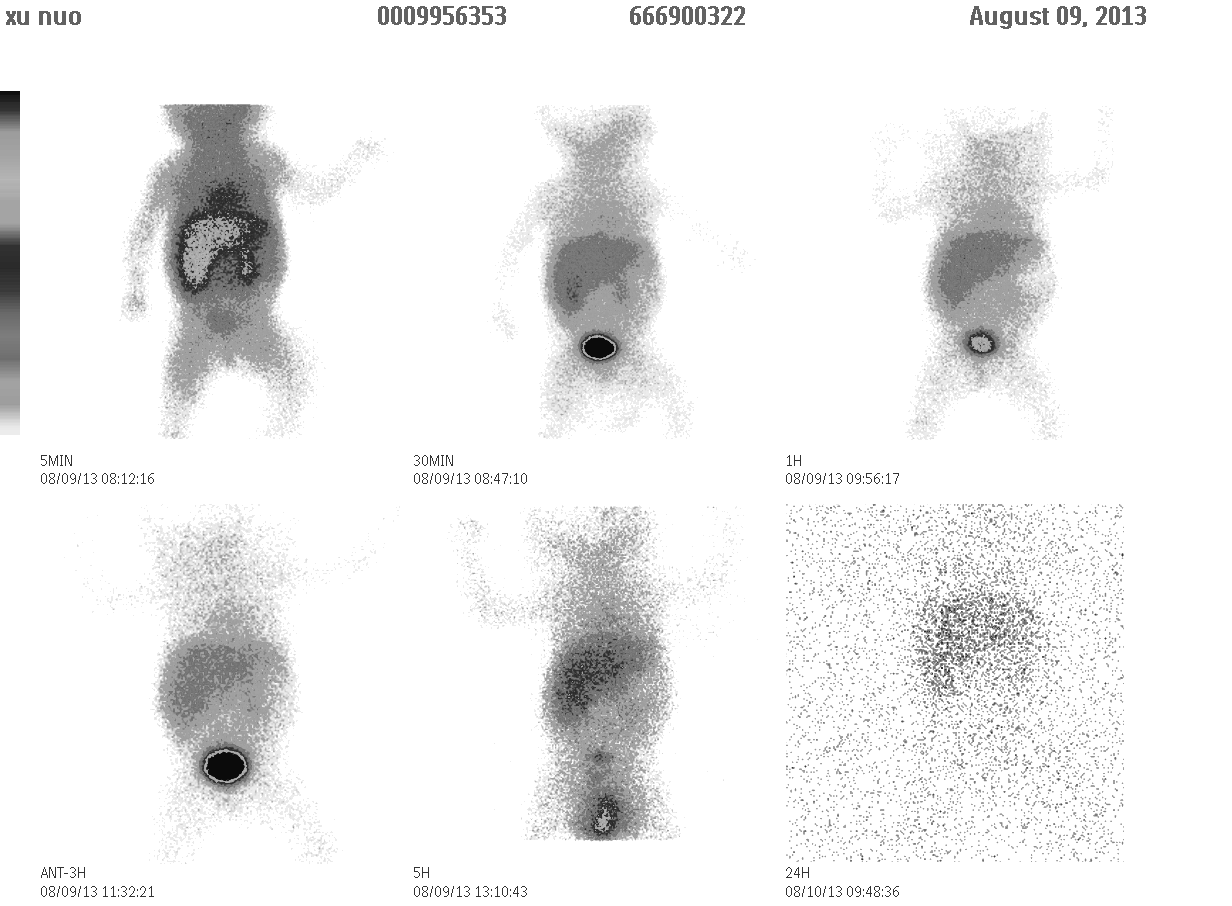 xu nuo 0009956353 666900322 August 09, 2013
5MIN 30MIN 1H
08/09/13 08:12:16 08/09/13 08:47:10 08/09/13 09:56:17
ANT-3H 5H 24H
08/09/13 11:32:21 08/09/13 13:10:43 08/10/13 09:48:36